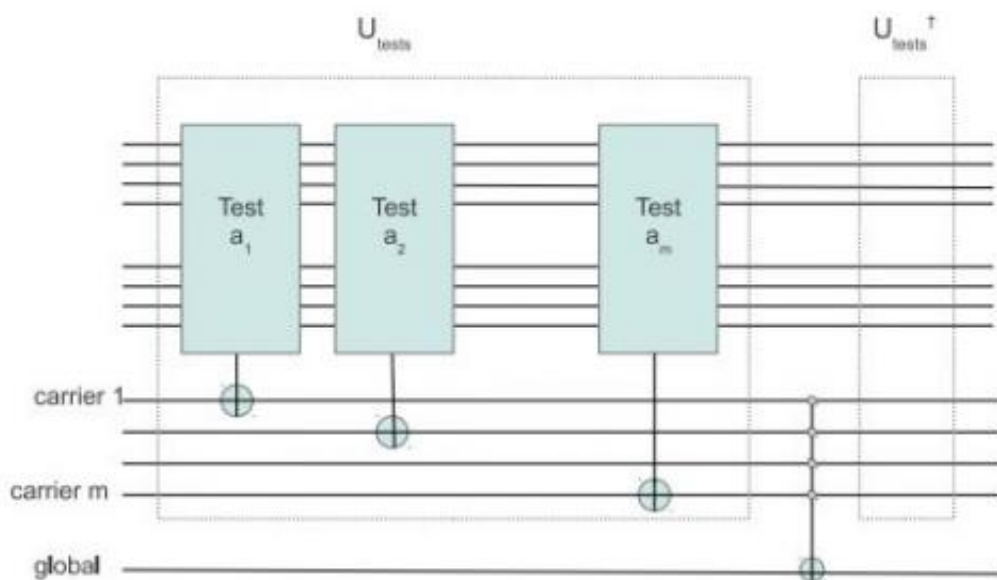 U_tests U_tests†
Test a_1
Test a_2
Test a_m
carrier 1
carrier m
global